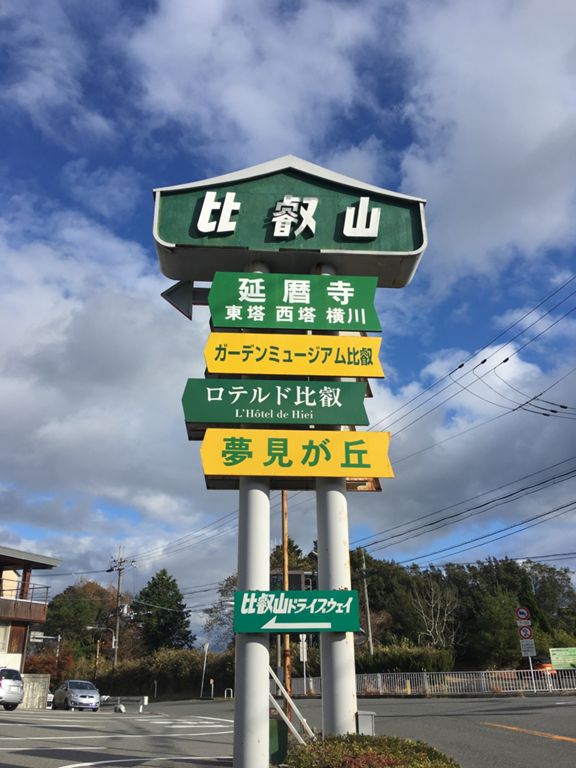 比叡山
延暦寺
東塔 西塔 横川
ガーデンミュージアム比叡
ロテルド比叡
L'Hôtel de Hiei
夢見が丘
比叡山ドライブウェイ